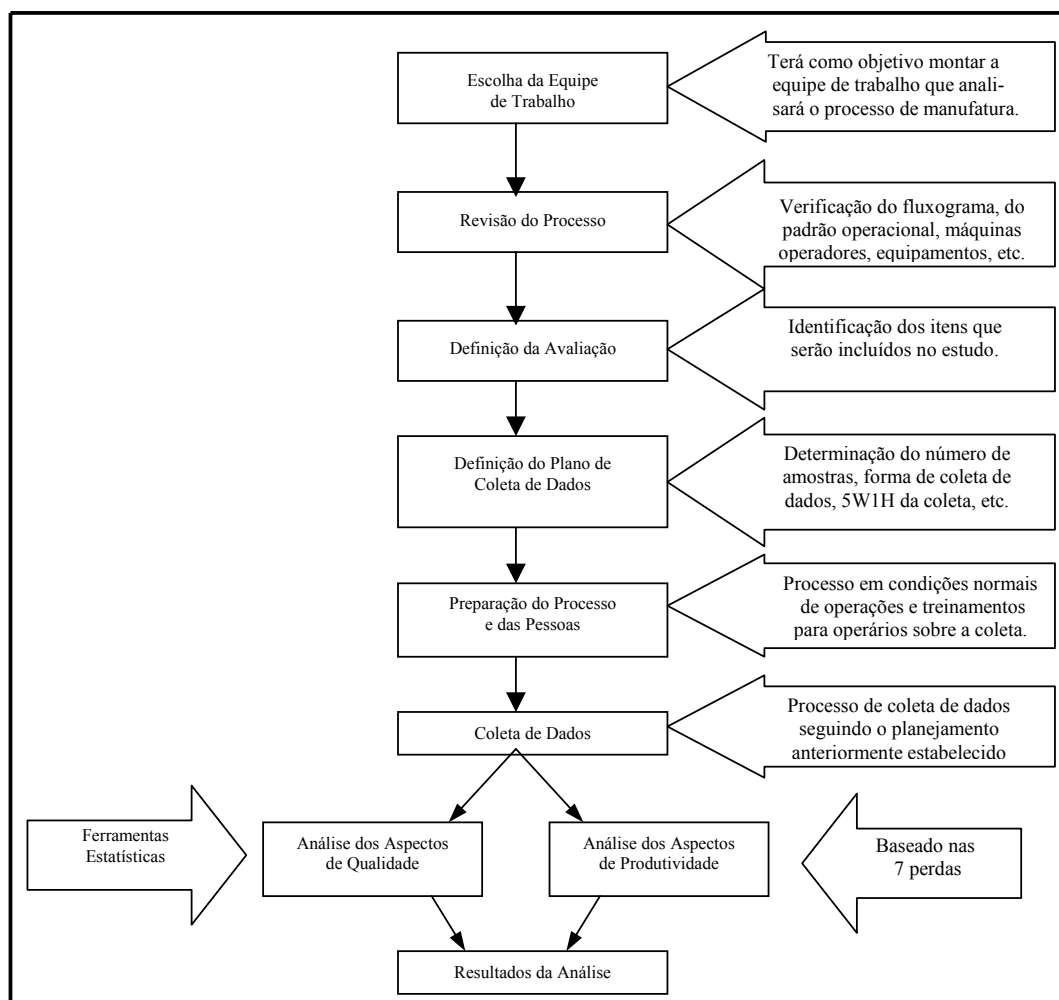 Escolha da Equipe
de Trabalho
Terá como objetivo montar a
equipe de trabalho que anali-
sará o processo de manufatura.
Revisão do Processo
Verificação do fluxograma, do
padrão operacional, máquinas
operadores, equipamentos, etc.
Definição da Avaliação
Identificação dos itens que
serão incluídos no estudo.
Definição do Plano de
Coleta de Dados
Determinação do número de
amostras, forma de coleta de
dados, 5W1H da coleta, etc.
Preparação do Processo
e das Pessoas
Processo em condições normais
de operações e treinamentos
para operários sobre a coleta.
Coleta de Dados
Processo de coleta de dados
seguindo o planejamento
anteriormente estabelecido
Ferramentas
Estatísticas
Análise dos Aspectos
de Qualidade
Análise dos Aspectos
de Produtividade
Baseado nas
7 perdas
Resultados da Análise